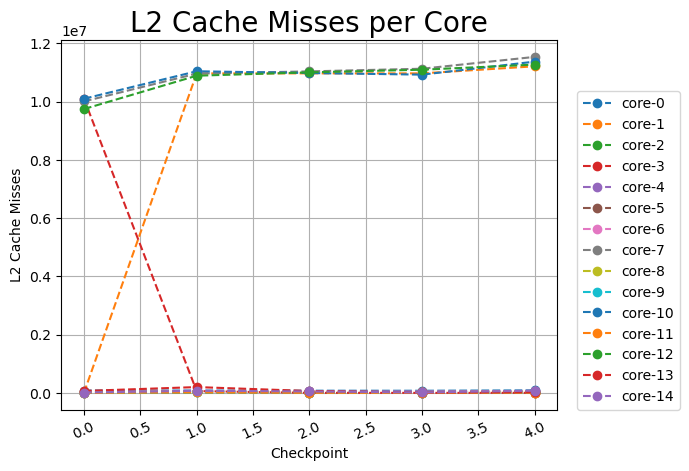 L2 Cache Misses per Core
1e7
1.2
1.0
0.8
0.6
0.4
0.2
0.0
L2 Cache Misses
0.0 0.5 1.0 1.5 2.0 2.5 3.0 3.5 4.0
Checkpoint
core-0
core-1
core-2
core-3
core-4
core-5
core-6
core-7
core-8
core-9
core-10
core-11
core-12
core-13
core-14